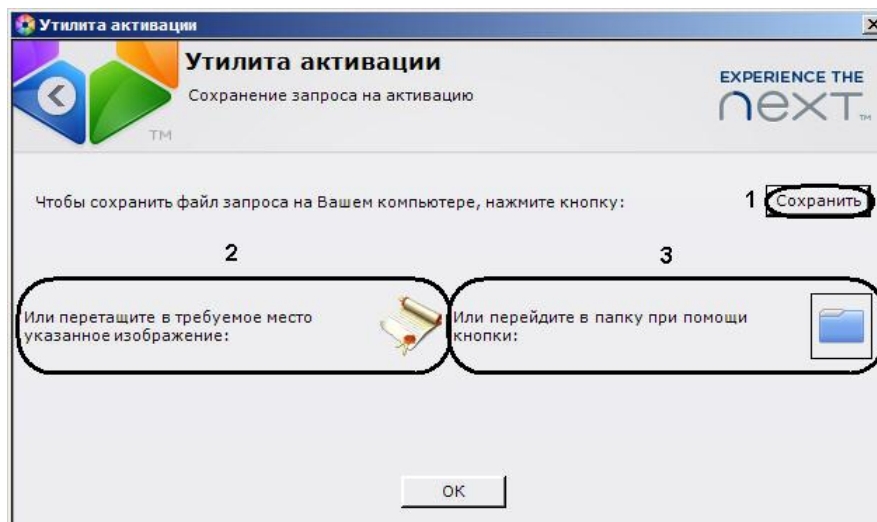 Утилита активации
Утилита активации
Сохранение запроса на активацию
EXPERIENCE THE
next™
TM
Чтобы сохранить файл запроса на Вашем компьютере, нажмите кнопку:
1
Сохранить
2
3
Или перетащите в требуемое место
указанное изображение:
Или перейдите в папку при помощи
кнопки:
OK